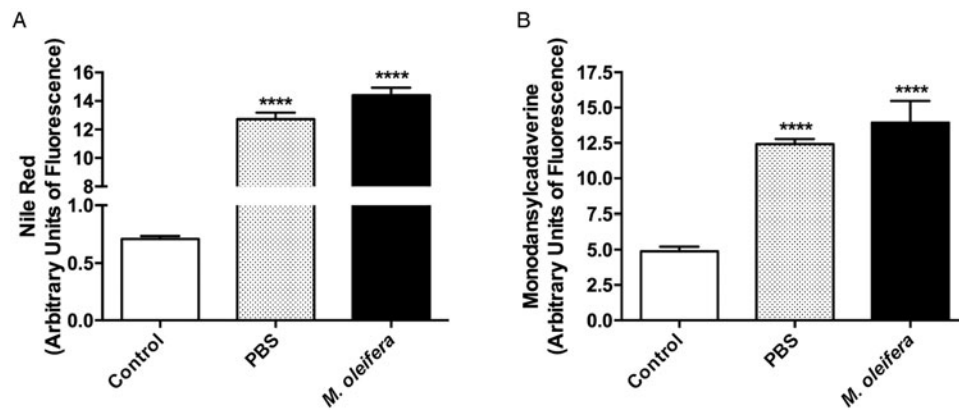 A
Nile Red
(Arbitrary Units of Fluorescence)
16
14
12
10
8
1.0
0.5
0.0
****
****
Control
PBS
M. oleifera
B
Monodansylcadaverine
(Arbitrary Units of Fluorescence)
17.5
15.0
12.5
10.0
7.5
5.0
2.5
0.0
****
****
Control
PBS
M. oleifera